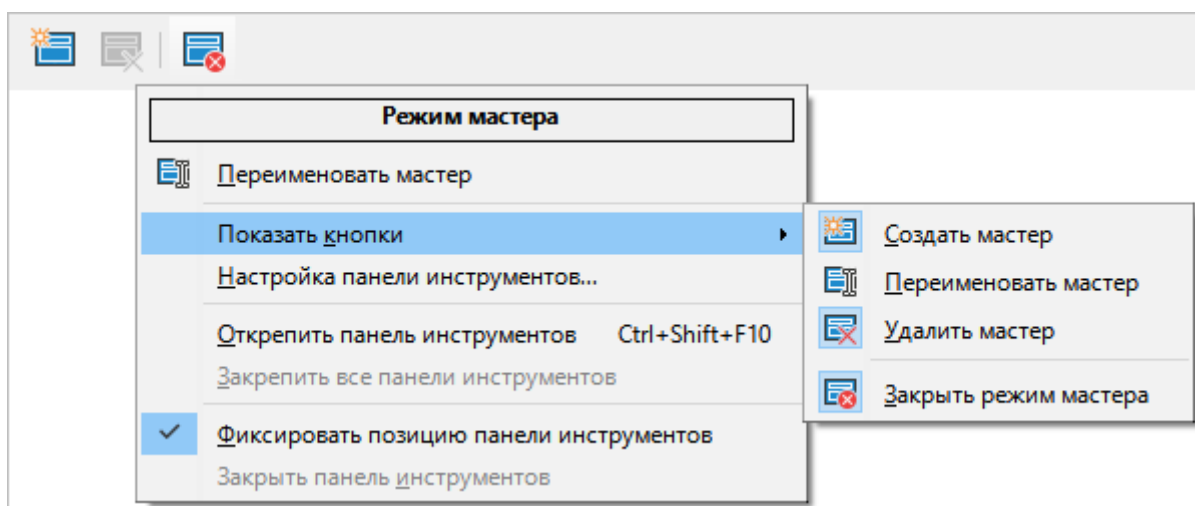 Режим мастера
Переименовать мастер
Показать кнопки
Настройка панели инструментов...
Открепить панель инструментов Ctrl+Shift+F10
Закрепить все панели инструментов
Фиксировать позицию панели инструментов
Закрыть панель инструментов
Создать мастер
Переименовать мастер
Удалить мастер
Закрыть режим мастера